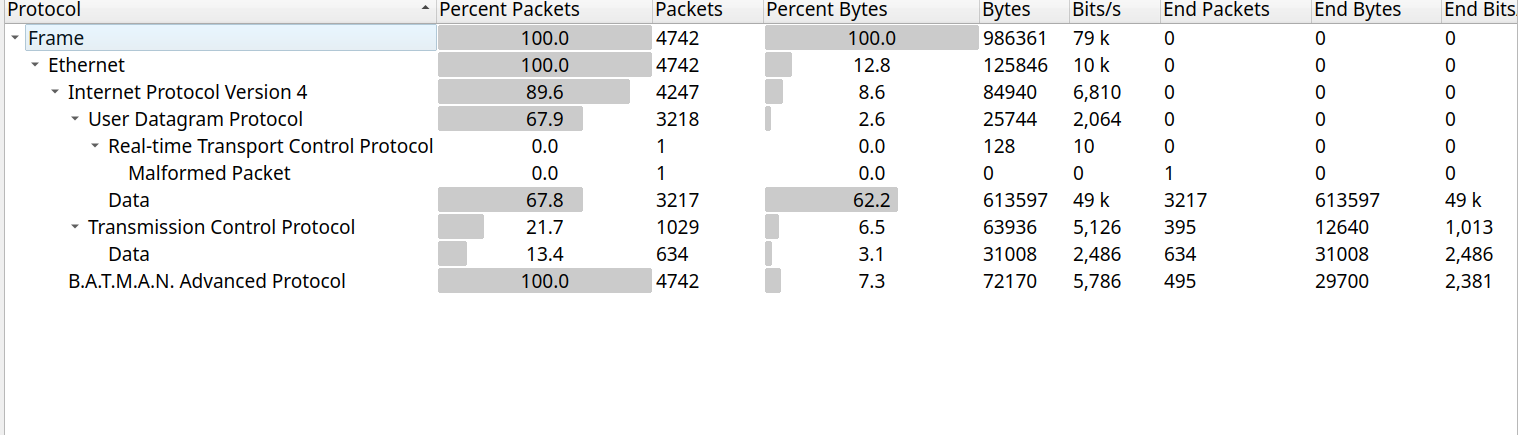 Protocol Percent Packets Packets Percent Bytes Bytes Bits/s End Packets End Bytes End Bits
Frame 100.0 4742 100.0 986361 79 k 0 0 0
Ethernet 100.0 4742 12.8 125846 10 k 0 0 0
Internet Protocol Version 4 89.6 4247 8.6 84940 6,810 0 0 0
User Datagram Protocol 67.9 3218 2.6 25744 2,064 0 0 0
Real-time Transport Control Protocol 0.0 1 0.0 128 10 0 0 0
Malformed Packet 0.0 1 0.0 0 0 1 0 0
Data 67.8 3217 62.2 613597 49 k 3217 613597 49 k
Transmission Control Protocol 21.7 1029 6.5 63936 5,126 395 12640 1,013
Data 13.4 634 3.1 31008 2,486 634 31008 2,486
B.A.T.M.A.N. Advanced Protocol 100.0 4742 7.3 72170 5,786 495 29700 2,381